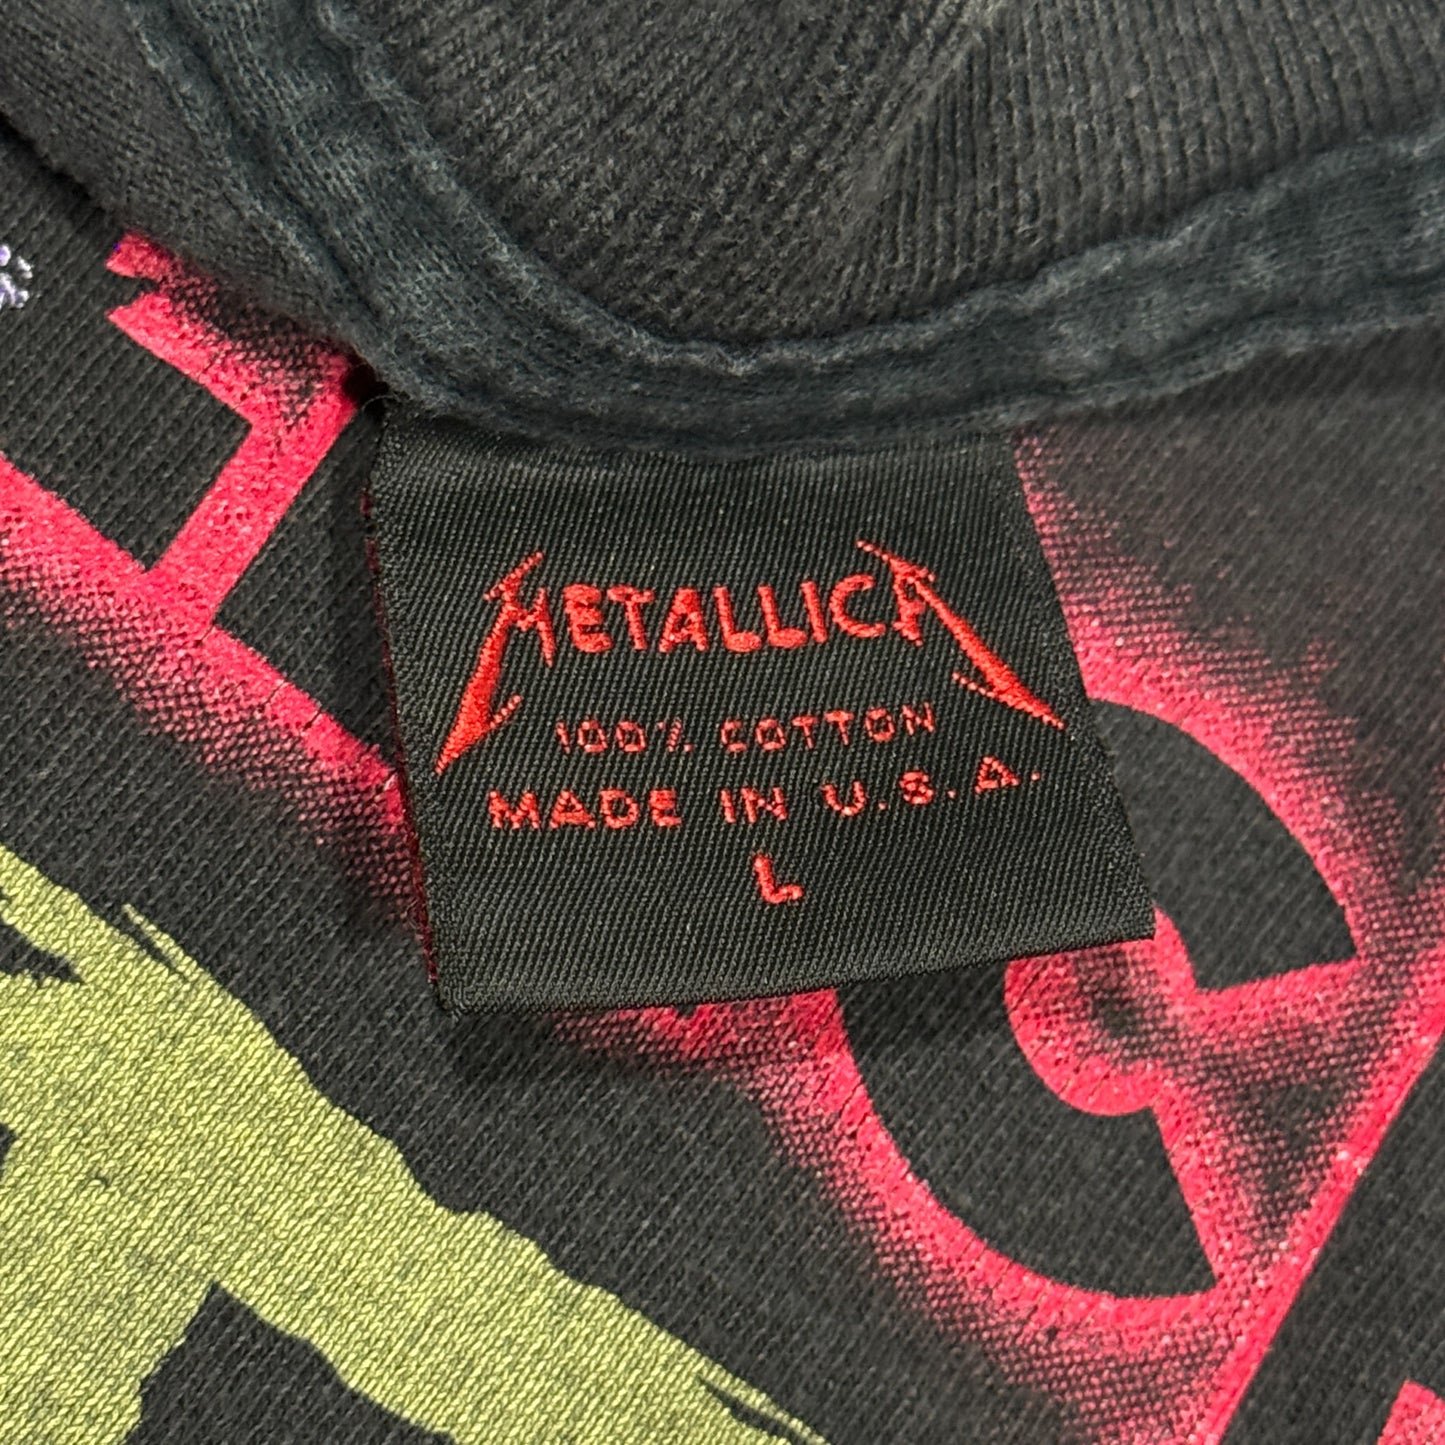 METALLICA
100% COTTON
MADE IN U.S.A.
L